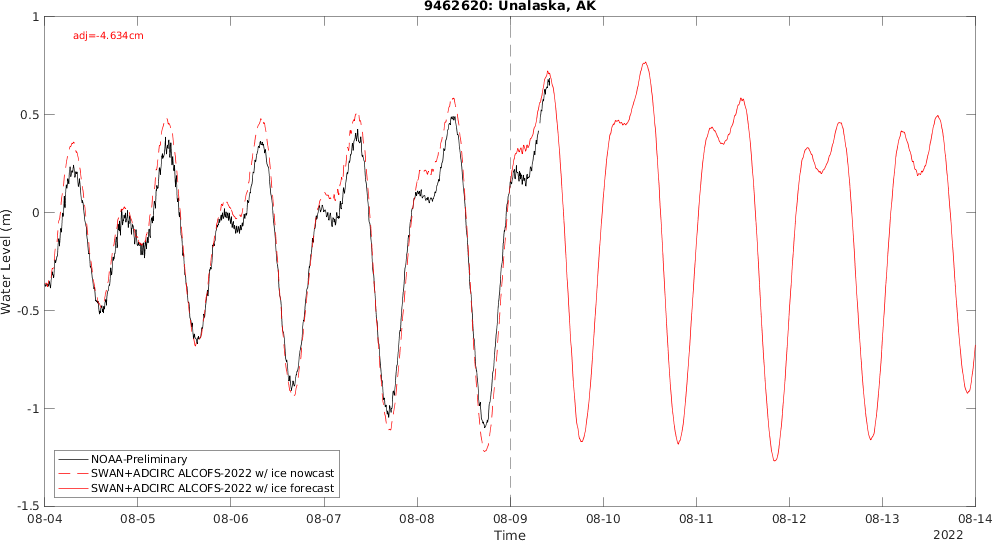 9462620: Unalaska, AK
adj=-4.634cm
1
0.5
0
-0.5
-1
-1.5
Water Level (m)
NOAA-Preliminary
SWAN+ADCIRC ALCOFS-2022 w/ ice nowcast
SWAN+ADCIRC ALCOFS-2022 w/ ice forecast
08-04 08-05 08-06 08-07 08-08 08-09 08-10 08-11 08-12 08-13 08-14
Time
2022